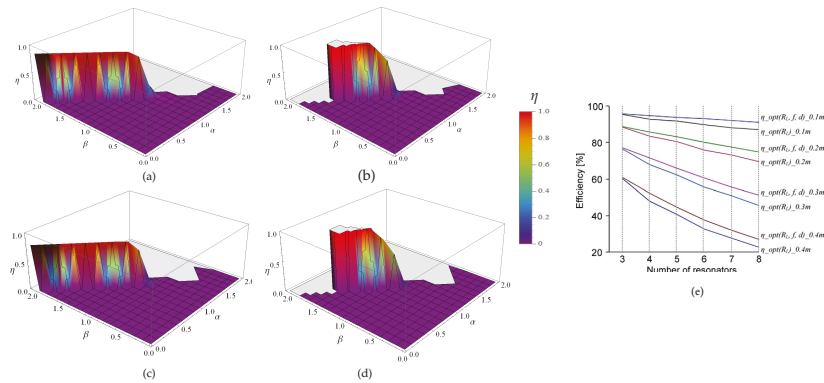 1.0
η 0.5
0.0
2.0
1.5
1.0
β
0.5
0.0
0.0
0.5
1.0
α
1.5
2.0
(a)
1.0
η 0.5
0.0
2.0
1.5
1.0
β
0.5
0.0
0.0
0.5
1.0
α
1.5
2.0
(b)
η
1.0
0.8
0.6
0.4
0.2
0
1.0
η 0.5
0.0
2.0
1.5
1.0
β
0.5
0.0
0.0
0.5
1.0
α
1.5
2.0
(c)
1.0
η 0.5
0.0
2.0
1.5
1.0
β
0.5
0.0
0.0
0.5
1.0
α
1.5
2.0
(d)
Efficiency [%]
100
80
60
40
20
3 4 5 6 7 8
Number of resonators
η_opt(R_L, f, d)_0.1m
η_opt(R_L)_0.1m
η_opt(R_L, f, d)_0.2m
η_opt(R_L)_0.2m
η_opt(R_L, f, d)_0.3m
η_opt(R_L)_0.3m
η_opt(R_L, f, d)_0.4m
η_opt(R_L)_0.4m
(e)